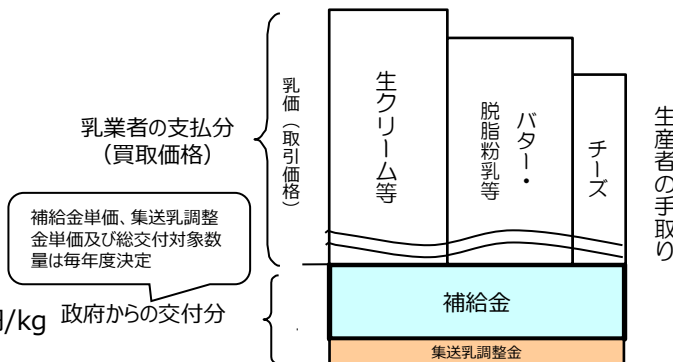 乳業者の支払分
(買取価格)
乳価(取引価格)
生クリーム等
バター・
脱脂粉乳等
チーズ
生産者の手取り
補給金単価、集送乳調整
金単価及び総交付対象数
量は毎年度決定
円/kg
政府からの交付分
補給金
集送乳調整金